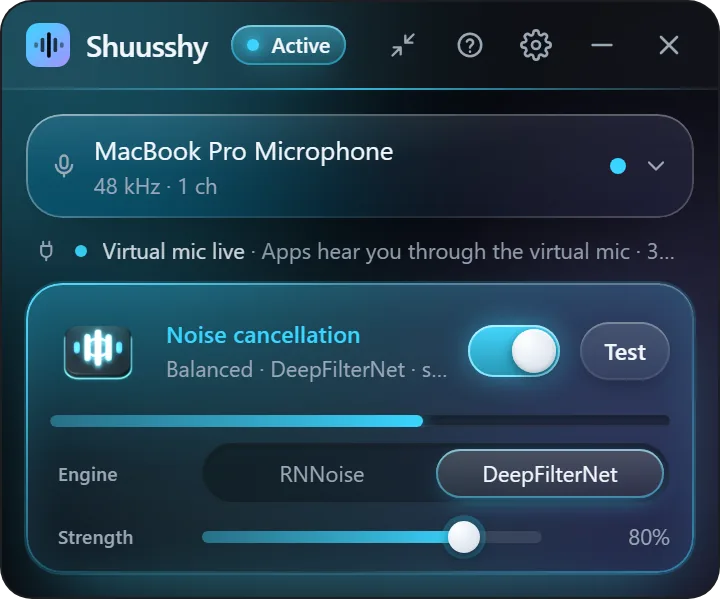 Shuusshy
Active
MacBook Pro Microphone
48 kHz · 1 ch
Virtual mic live · Apps hear you through the virtual mic · 3...
Noise cancellation
Balanced · DeepFilterNet · s...
Test
Engine
RNNoise
DeepFilterNet
Strength
80%